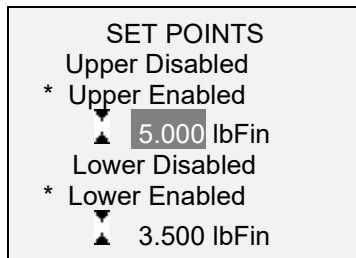 SET POINTS
Upper Disabled
* Upper Enabled
5.000 lbFin
Lower Disabled
* Lower Enabled
3.500 lbFin